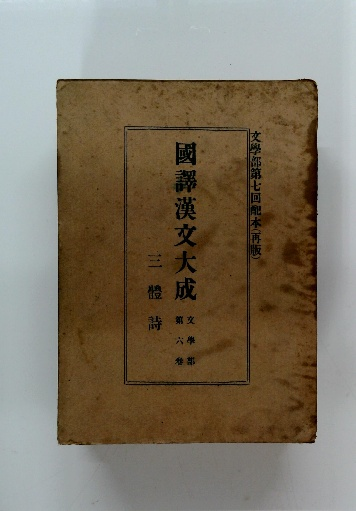 文學部第七回配本(再版)
國譯漢文大成
文學部
第六卷
三體詩